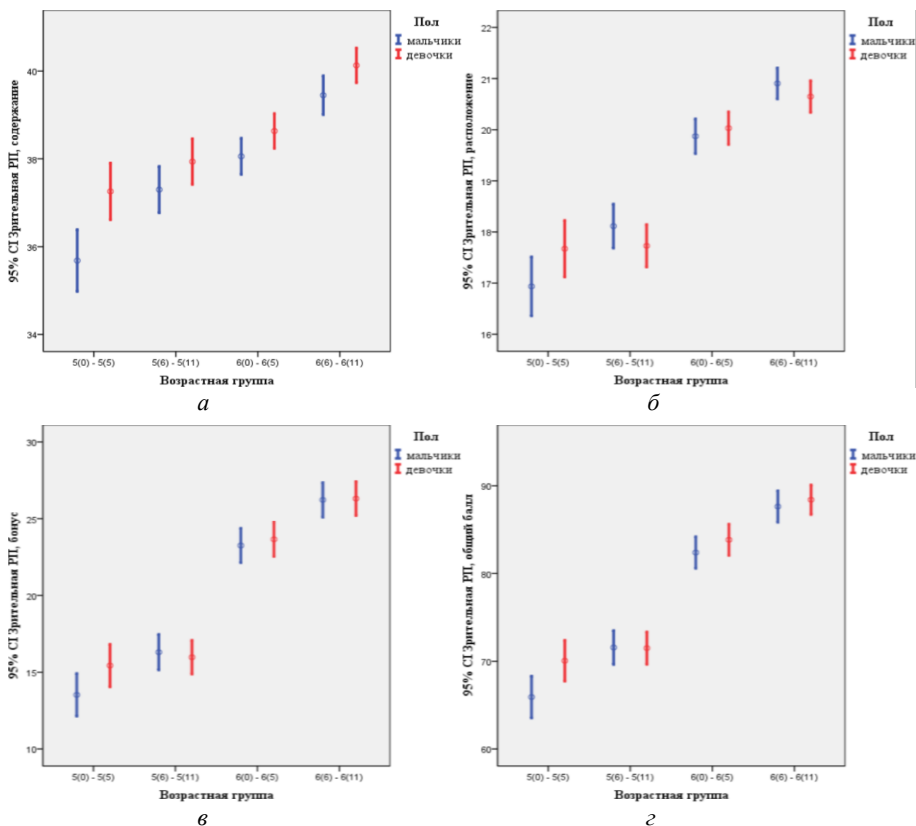 Пол
мальчики
девочки
95% CI Зрительная РП, содержание
40
38
36
34
5(0) - 5(5) 5(6) - 5(11) 6(0) - 6(5) 6(6) - 6(11)
Возрастная группа
а
Пол
мальчики
девочки
95% CI Зрительная РП, расположение
22
21
20
19
18
17
16
5(0) - 5(5) 5(6) - 5(11) 6(0) - 6(5) 6(6) - 6(11)
Возрастная группа
б
Пол
мальчики
девочки
95% CI Зрительная РП, бонус
30
25
20
15
10
5(0) - 5(5) 5(6) - 5(11) 6(0) - 6(5) 6(6) - 6(11)
Возрастная группа
в
Пол
мальчики
девочки
95% CI Зрительная РП, общий балл
90
80
70
60
5(0) - 5(5) 5(6) - 5(11) 6(0) - 6(5) 6(6) - 6(11)
Возрастная группа
г